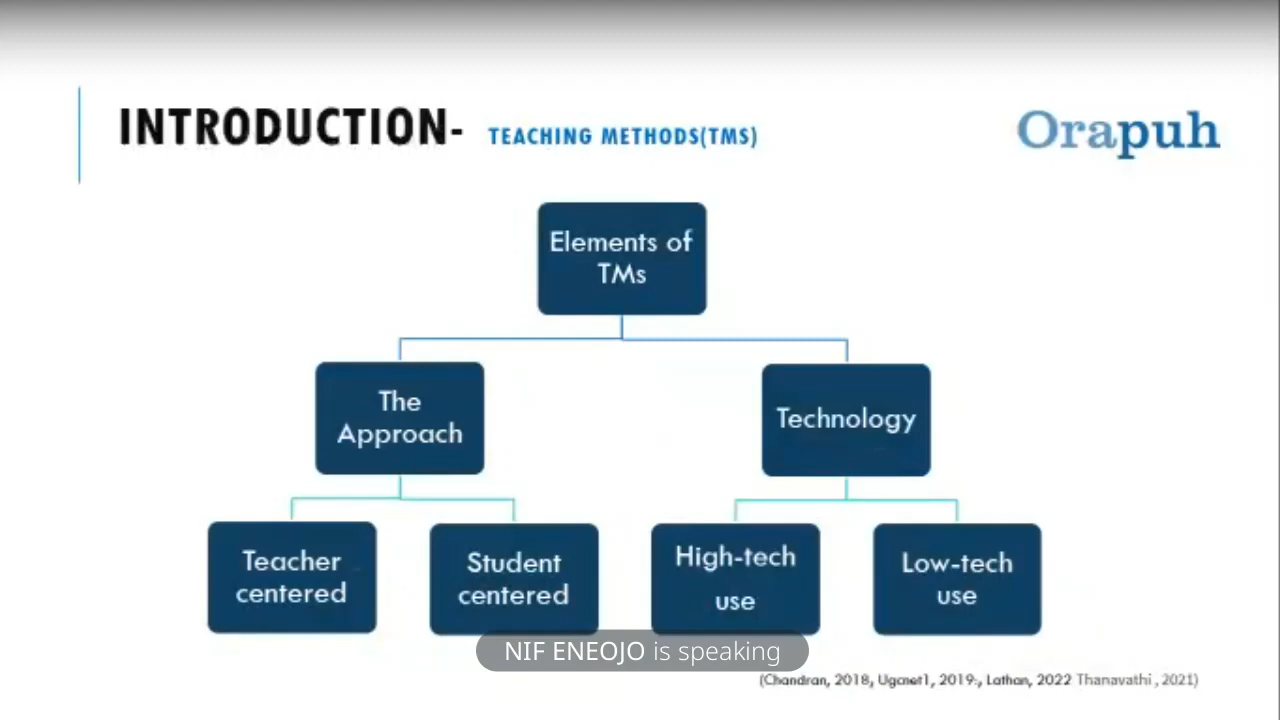 INTRODUCTION- TEACHING METHODS(TMS)
Orapuh
Elements of
TMs
The
Approach
Technology
Teacher
centered
Student
centered
High-tech
use
Low-tech
use
NIF ENEOJO is speaking
(Chandran, 2018, Uganet1, 2019:, Lathan, 2022 Thanavathi, 2021)